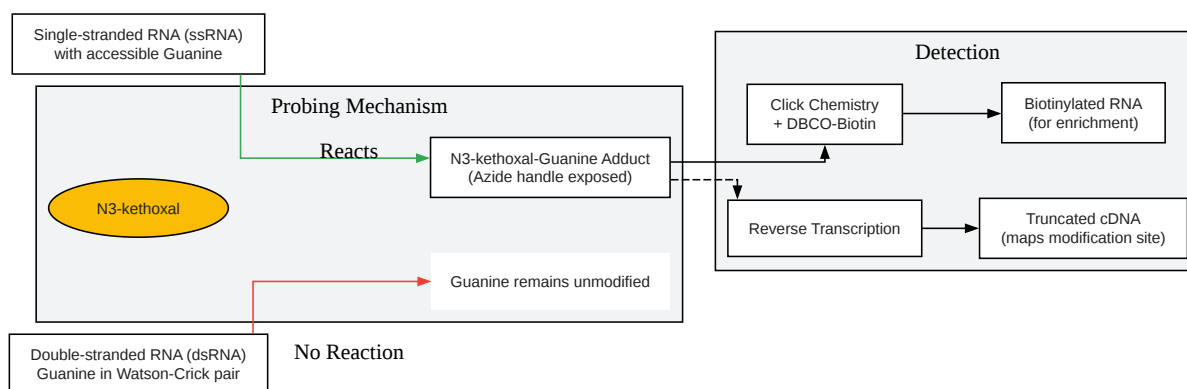 Single-stranded RNA (ssRNA)
with accessible Guanine
Probing Mechanism
Reacts
N3-kethoxal-Guanine Adduct
(Azide handle exposed)
N3-kethoxal
Guanine remains unmodified
Double-stranded RNA (dsRNA)
Guanine in Watson-Crick pair
No Reaction
Detection
Click Chemistry
+ DBCO-Biotin
Biotinylated RNA
(for enrichment)
Reverse Transcription
Truncated cDNA
(maps modification site)